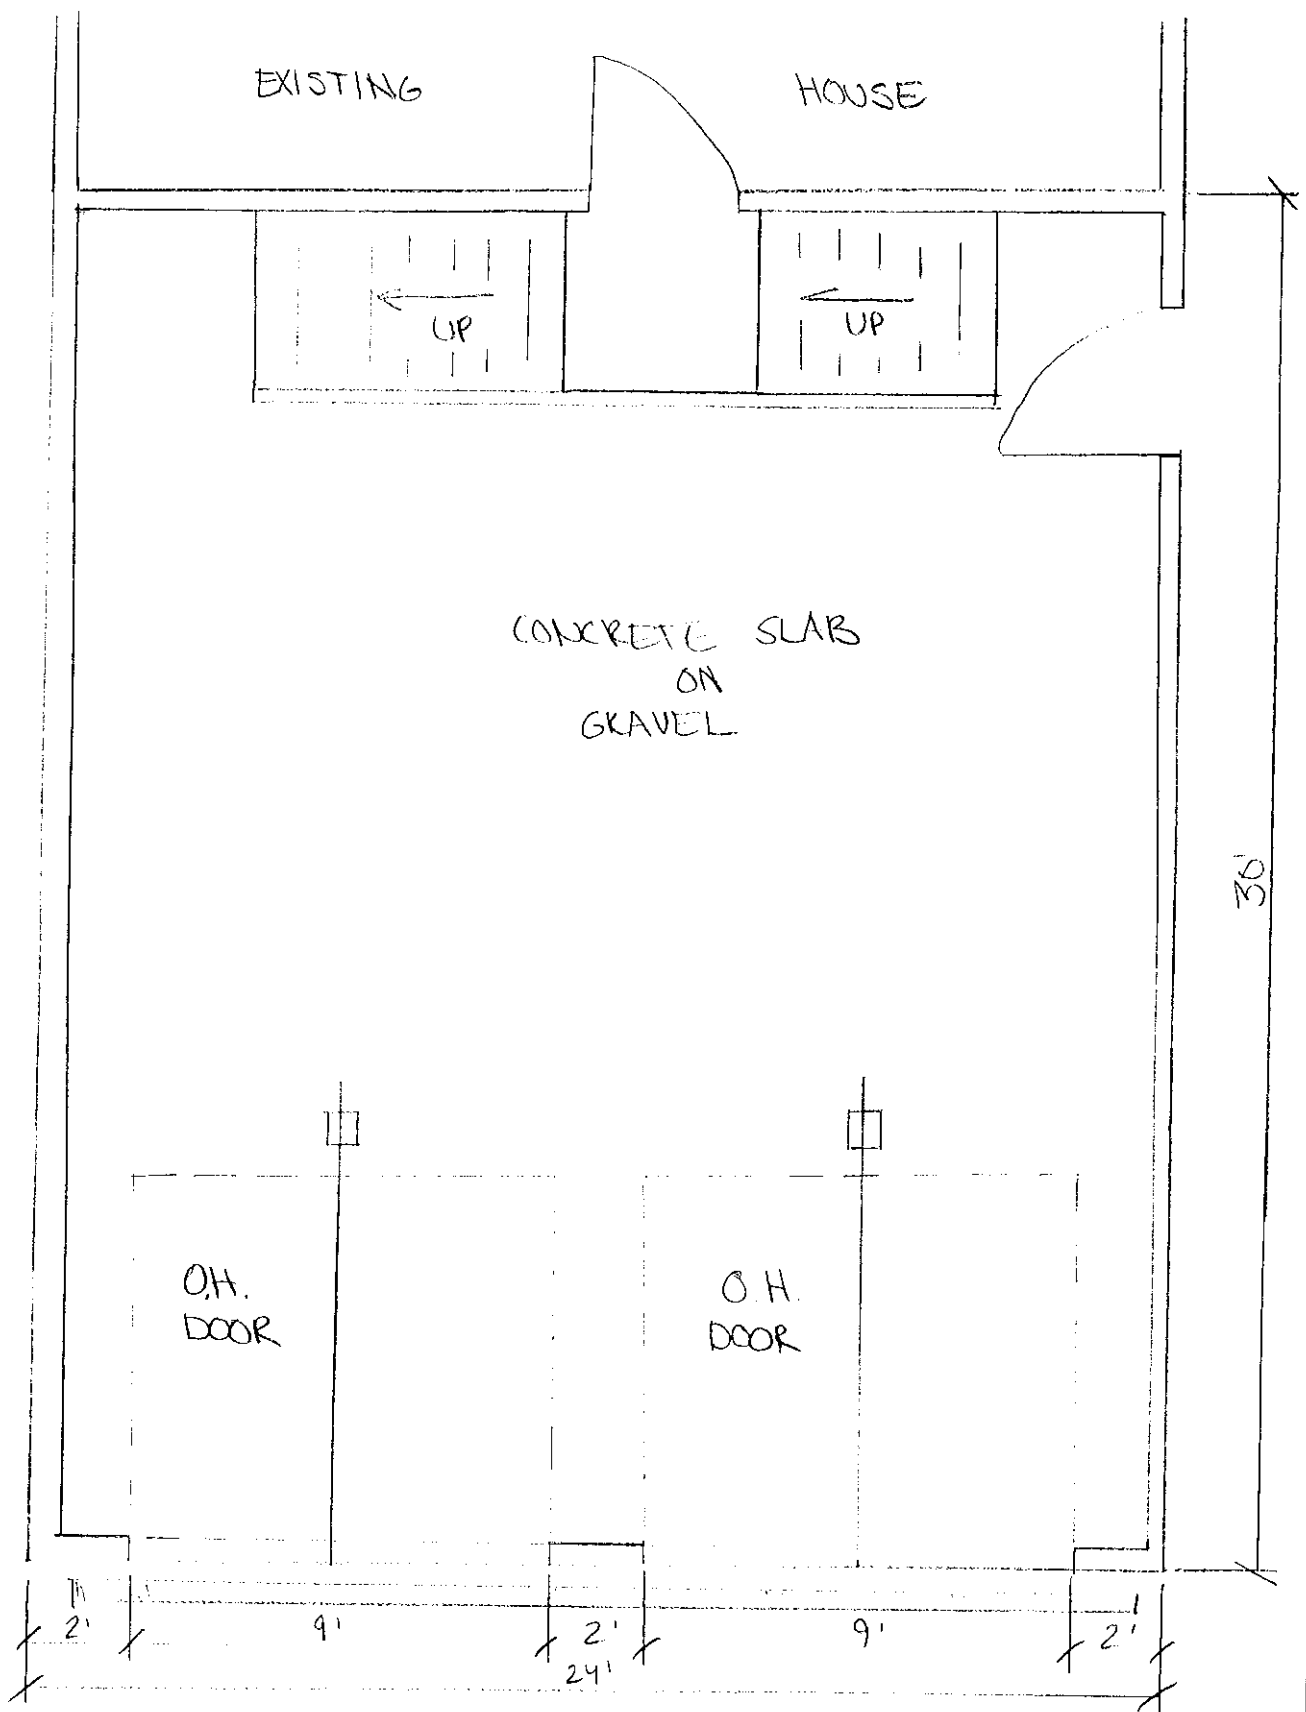 EXISTING HOUSE
UP UP
CONCRETE SLAB
ON
GRAVEL
30'
O.H.
DOOR
O.H.
DOOR
2' 9' 2' 9' 2'
24'